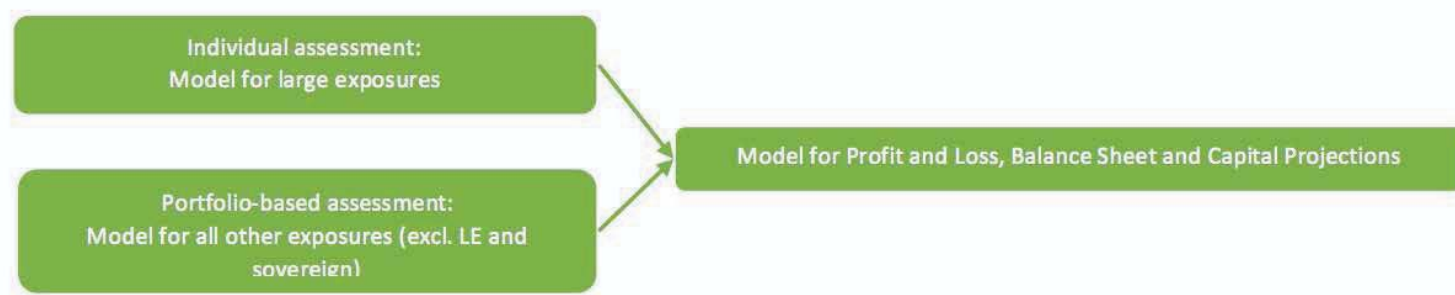 Individual assessment:
Model for large exposures
Model for Profit and Loss, Balance Sheet and Capital Projections
Portfolio-based assessment:
Model for all other exposures (excl. LE and
sovereign)